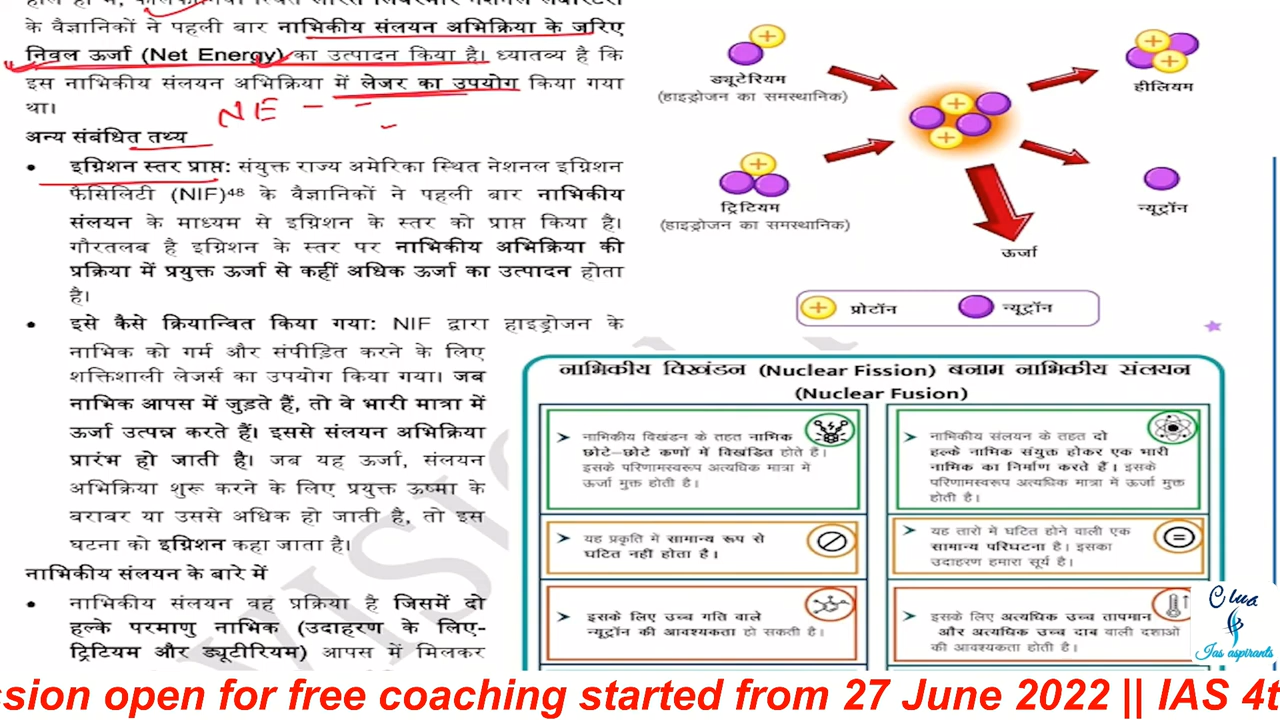 के वैज्ञानिकों ने पहली बार नाभिकीय संलयन अभिक्रिया के जरिए
निवल ऊर्जा (Net Energy) का उत्पादन किया है। ध्यातव्य है कि
इस नाभिकीय संलयन अभिक्रिया में लेजर का उपयोग किया गया
था।
NE
अन्य संबंधित तथ्य
• इग्निशन स्तर प्राप्त: संयुक्त राज्य अमेरिका स्थित नेशनल इग्निशन
फैसिलिटी (NIF)48 के वैज्ञानिकों ने पहली बार नाभिकीय
संलयन के माध्यम से इग्निशन के स्तर को प्राप्त किया है।
गौरतलब है इग्निशन के स्तर पर नाभिकीय अभिक्रिया की
प्रक्रिया में प्रयुक्त ऊर्जा से कहीं अधिक ऊर्जा का उत्पादन होता
है।
• इसे कैसे क्रियान्वित किया गया: NIF द्वारा हाइड्रोजन के
नाभिक को गर्म और संपीड़ित करने के लिए
शक्तिशाली लेजर्स का उपयोग किया गया। जब
नाभिक आपस में जुड़ते हैं, तो वे भारी मात्रा में
ऊर्जा उत्पन्न करते हैं। इससे संलयन अभिक्रिया
प्रारंभ हो जाती है। जब यह ऊर्जा, संलयन
अभिक्रिया शुरू करने के लिए प्रयुक्त ऊष्मा के
बराबर या उससे अधिक हो जाती है, तो इस
घटना को इग्निशन कहा जाता है।
नाभिकीय संलयन के बारे में
• नाभिकीय संलयन वह प्रक्रिया है जिसमें दो
हल्के परमाणु नाभिक (उदाहरण के लिए-
ट्रिटियम और ड्यूटीरियम) आपस में मिलकर
ड्यूटेरियम
(हाइड्रोजन का समस्थानिक)
हीलियम
ट्रिटियम
(हाइड्रोजन का समस्थानिक)
न्यूट्रॉन
ऊर्जा
प्रोटॉन
न्यूट्रॉन
नाभिकीय विखंडन (Nuclear Fission) बनाम नाभिकीय संलयन
(Nuclear Fusion)
नाभिकीय विखंडन के तहत नाभिक
छोटे-छोटे कणों में विखंडित होते हैं।
इसके परिणामस्वरूप अत्यधिक मात्रा में
ऊर्जा मुक्त होती है।
नाभिकीय संलयन के तहत दो
हल्के नाभिक संयुक्त होकर एक भारी
नाभिक का निर्माण करते हैं। इसके
परिणामस्वरूप अत्यधिक मात्रा में ऊर्जा मुक्त
होती है।
यह प्रकृति में सामान्य रूप से
घटित नहीं होता है।
यह तारों में घटित होने वाली एक
सामान्य परिघटना है। इसका
उदाहरण हमारा सूर्य है।
इसके लिए उच्च गति वाले
न्यूट्रॉन की आवश्यकता हो सकती है।
इसके लिए अत्यधिक उच्च तापमान
और अत्यधिक उच्च दाब वाली दशाओं
की आवश्यकता होती है।
VISION
Ias aspirants
ssion open for free coaching started from 27 June 2022 || IAS 4t